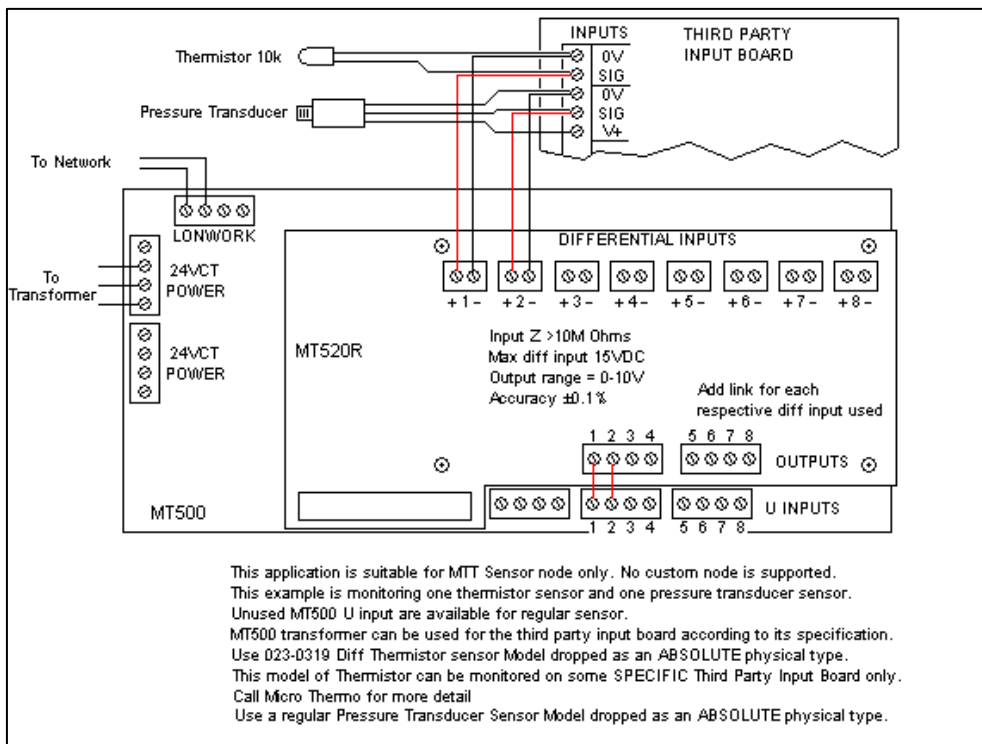 INPUTS
THIRD PARTY
INPUT BOARD
Thermistor 10k
0V
SIG
0V
SIG
V+
Pressure Transducer
To Network
LONWORK
DIFFERENTIAL INPUTS
To
Transformer
24VCT
POWER
+ 1 - + 2 - + 3 - + 4 - + 5 - + 6 - + 7 - + 8 -
24VCT
POWER
MT520R
Input Z >10M Ohms
Max diff input 15VDC
Output range = 0-10V
Accuracy ±0.1%
Add link for each
respective diff input used
1 2 3 4 5 6 7 8
OUTPUTS
MT500
U INPUTS
1 2 3 4 5 6 7 8
This application is suitable for MTT Sensor node only. No custom node is supported.
This example is monitoring one thermistor sensor and one pressure transducer sensor.
Unused MT500 U input are available for regular sensor.
MT500 transformer can be used for the third party input board according to its specification.
Use 023-0319 Diff Thermistor sensor Model dropped as an ABSOLUTE physical type.
This model of Thermistor can be monitored on some SPECIFIC Third Party Input Board only.
Call Micro Thermo for more detail
Use a regular Pressure Transducer Sensor Model dropped as an ABSOLUTE physical type.